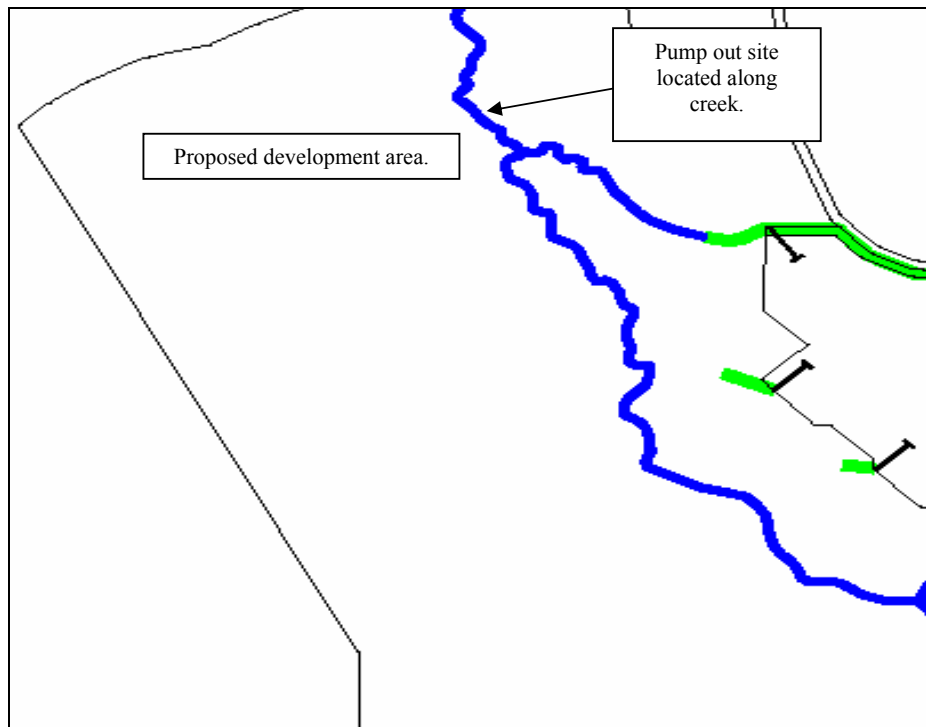 Pump out site
located along
creek.
Proposed development area.